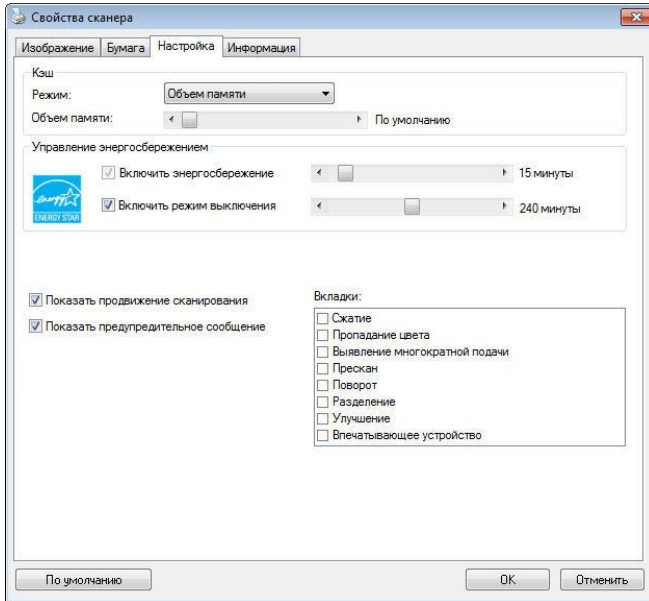 Свойства сканера
Изображение Бумага Настройка Информация
Кэш
Режим: Объем памяти
Объем памяти: По умолчанию
Управление энергосбережением
Включить энергосбережение 15 минуты
energy
ENERGY STAR
Включить режим выключения 240 минуты
Показать продвижение сканирования
Показать предупредительное сообщение
Вкладки:
Сжатие
Пропадание цвета
Выявление многократной подачи
Прескан
Поворот
Разделение
Улучшение
Впечатывающее устройство
По умолчанию OK Отменить